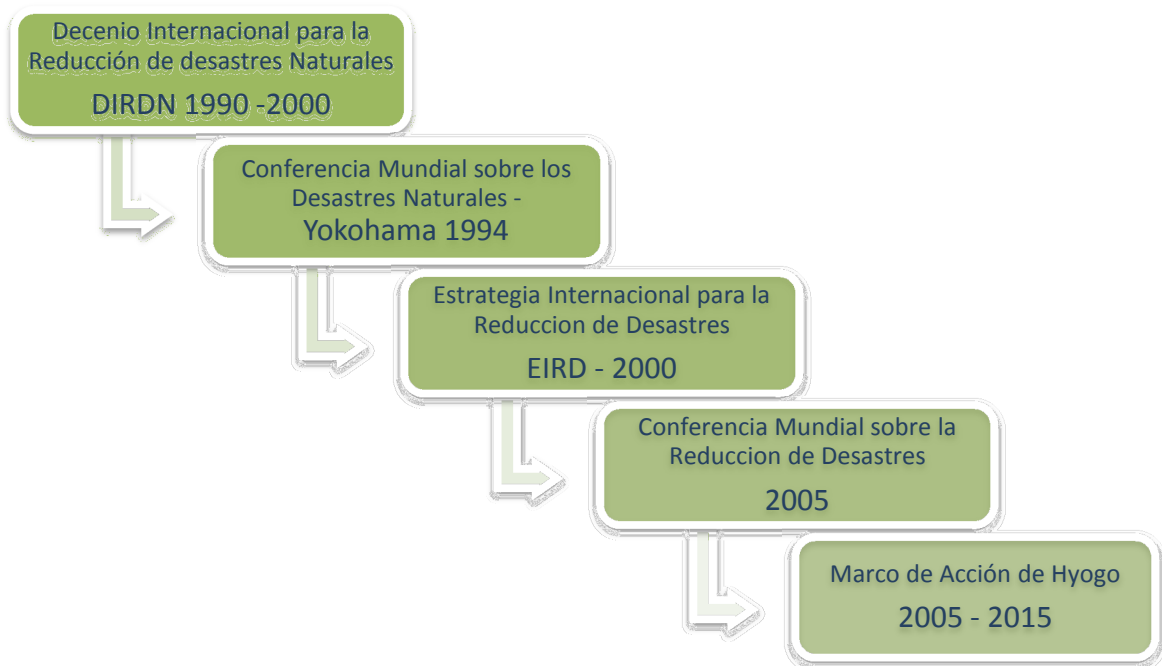 Decenio Internacional para la
Reducción de desastres Naturales
DIRDN 1990 -2000
Conferencia Mundial sobre los
Desastres Naturales -
Yokohama 1994
Estrategia Internacional para la
Reduccion de Desastres
EIRD - 2000
Conferencia Mundial sobre la
Reduccion de Desastres
2005
Marco de Acción de Hyogo
2005 - 2015